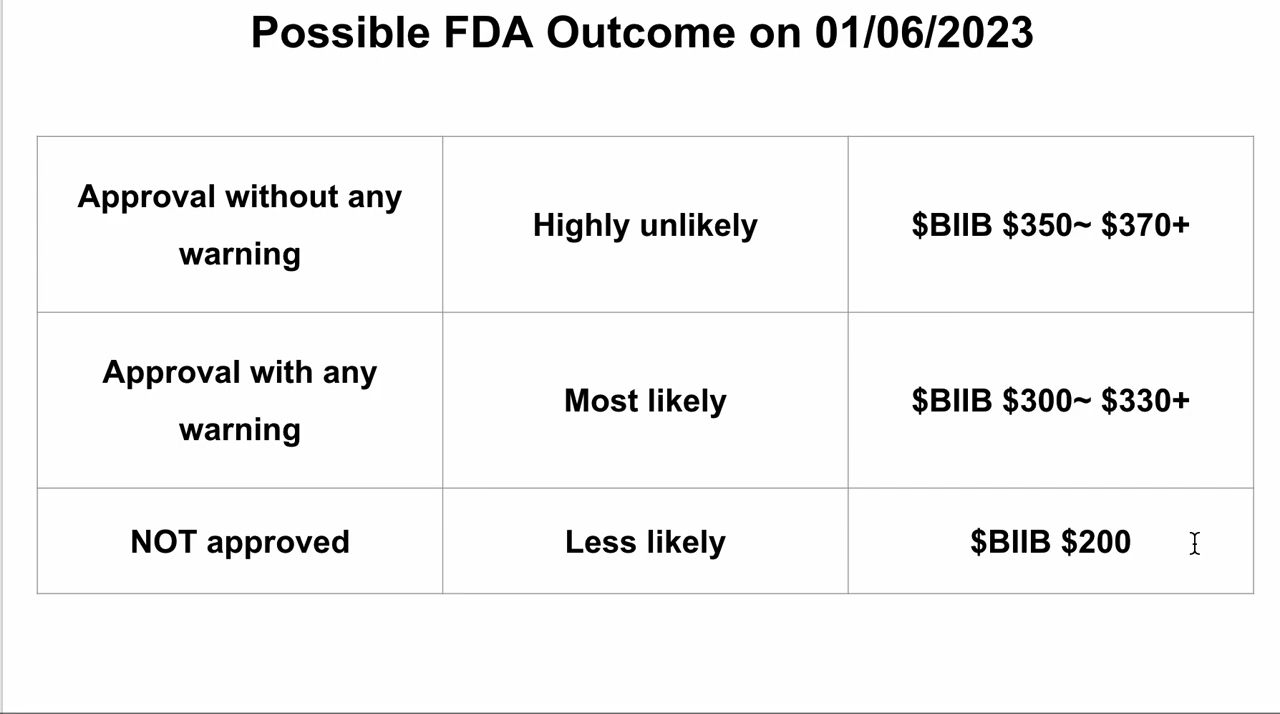 Possible FDA Outcome on 01/06/2023
Approval without any
warning
Highly unlikely
$BIIB $350~ $370+
Approval with any
warning
Most likely
$BIIB $300~ $330+
NOT approved
Less likely
$BIIB $200